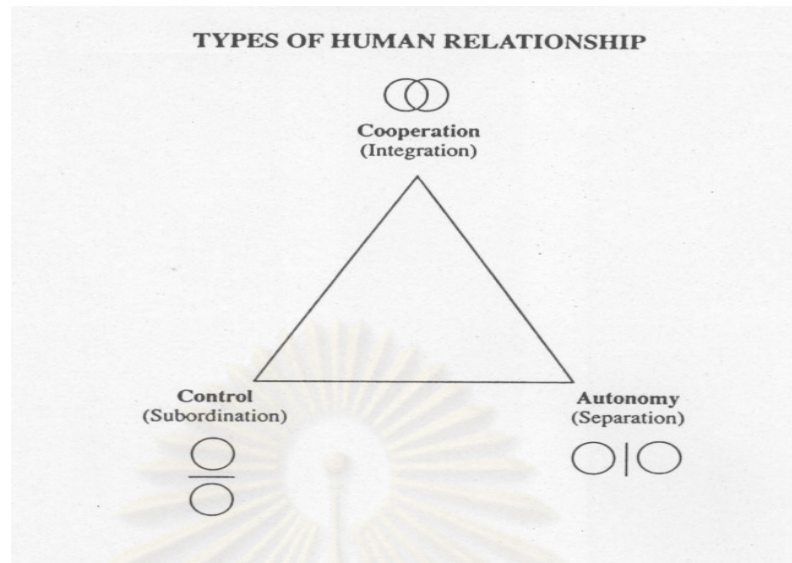 TYPES OF HUMAN RELATIONSHIP
Cooperation
(Integration)
Control
(Subordination)
Autonomy
(Separation)